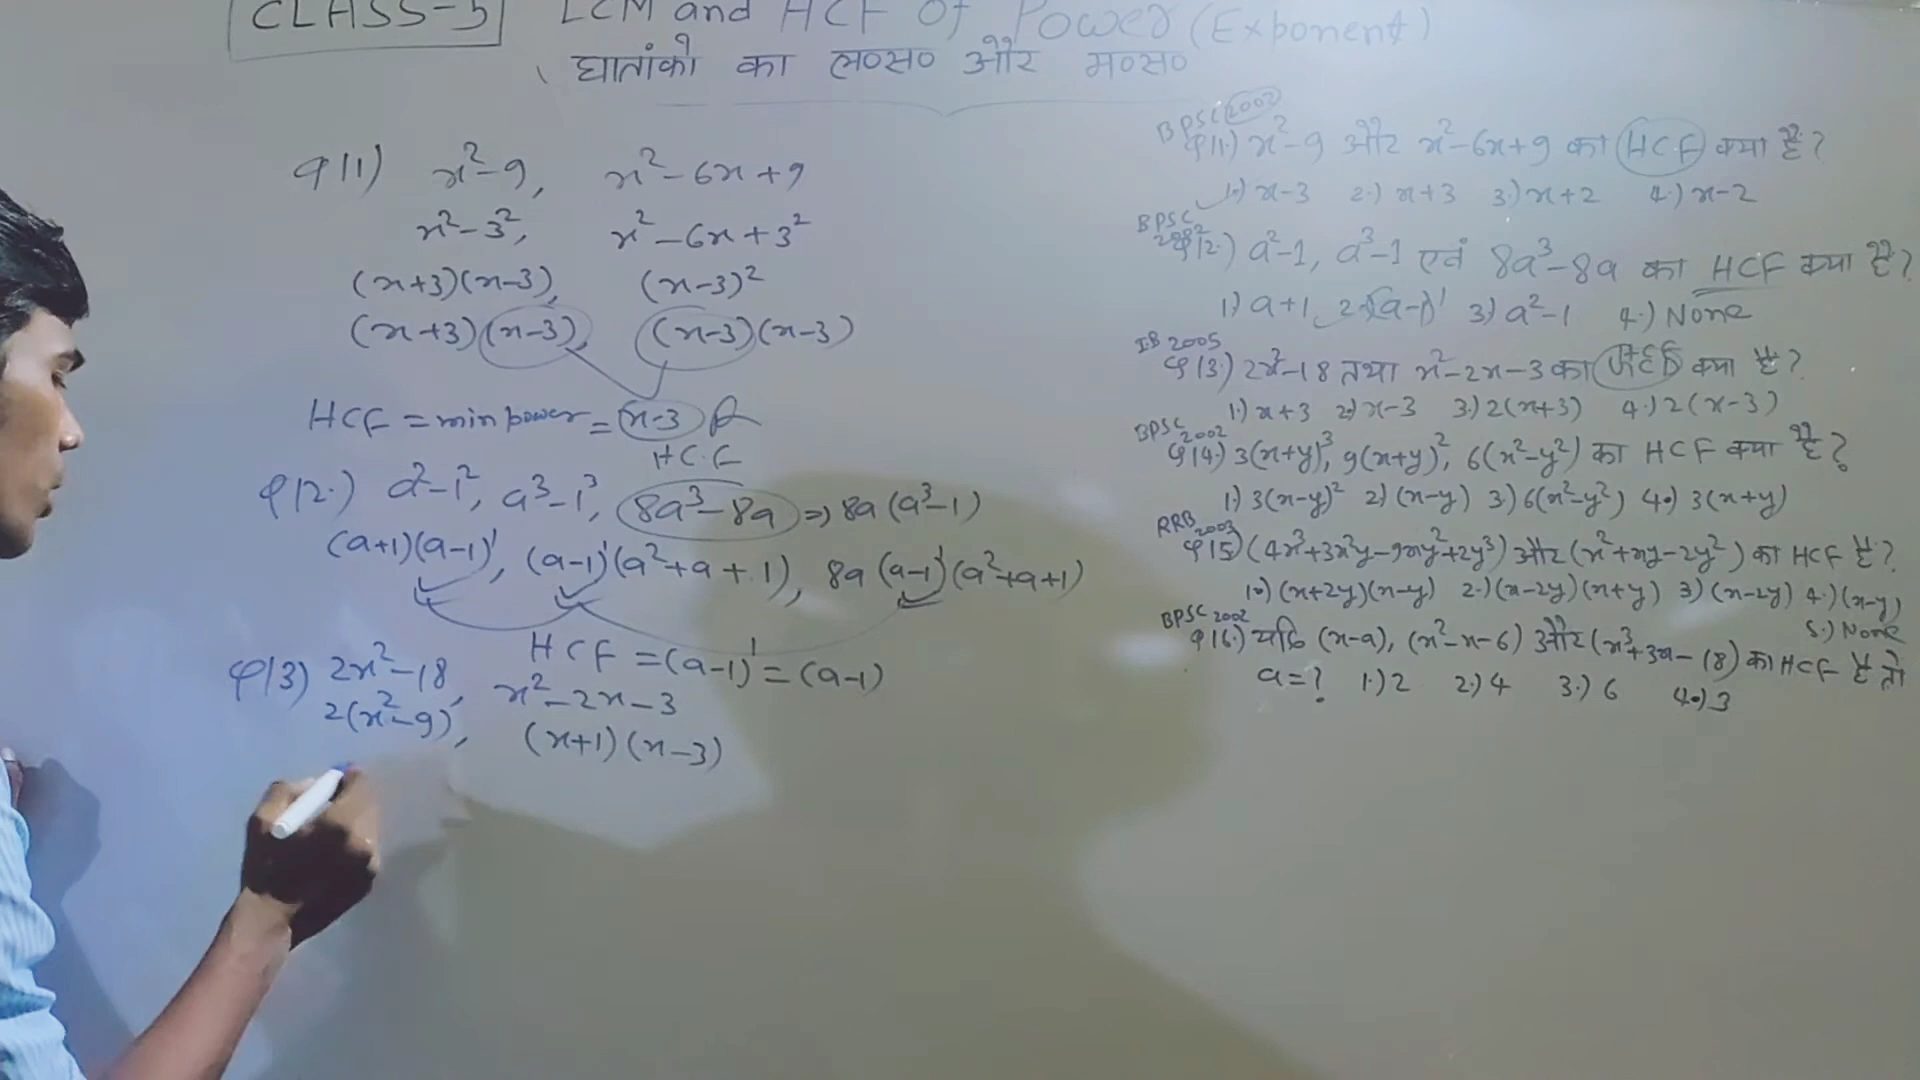 CLASS-5 LCM and HCF of Power (Exponent)
घातांको का ल०स० और म०स०
Q11) x²-9, x²-6x+9
x²-3², x²-6x+3²
(x+3)(x-3), (x-3)²
(x+3)(x-3), (x-3)(x-3)
HCF = min power = x-3
H.C.F
Q12.) a²-1², a³-1³, 8a³-8a ⇒ 8a(a³-1)
(a+1)(a-1)¹, (a-1)¹(a²+a+1), 8a(a-1)¹(a²+a+1)
HCF = (a-1)¹ = (a-1)
Q13) 2x²-18, x²-2x-3
2(x²-9), (x+1)(x-3)
BPSC 2002
Q11.) x²-9 और x²-6x+9 का HCF क्या है?
1.) x-3 2.) x+3 3.) x+2 4.) x-2
BPSC 2002
Q12.) a²-1, a³-1 एवं 8a³-8a का HCF क्या है?
1) a+1, 2.) (a-1)¹ 3.) a²-1 4.) None
IB 2005
Q13.) 2x²-18 तथा x²-2x-3 का HCF क्या है?
1.) x+3 2.) x-3 3.) 2(x+3) 4.) 2(x-3)
BPSC 2002
Q14.) 3(x+y)³, 9(x+y)², 6(x²-y²) का HCF क्या है?
1.) 3(x-y)² 2.) (x-y) 3.) 6(x²-y²) 4.) 3(x+y)
RRB 2003
Q15) (4x³+3x²y-9xy²+2y³) और (x²+xy-2y²) का HCF है?
1.) (x+2y)(x-y) 2.) (x-2y)(x+y) 3) (x-2y) 4.) (x-y)
5.) None
BPSC 2002
Q16.) यदि (x-a), (x²-x-6) और (x³+3x-18) का HCF है तो
a=? 1.) 2 2.) 4 3.) 6 4.) 3